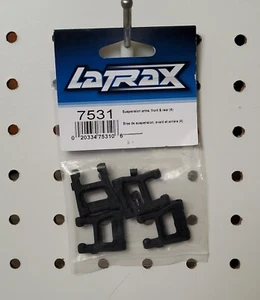 LATRAX
7531
Suspension arms, front & rear (4)
Bras de suspension, avant et arrière (4)
0 20334 75310 6